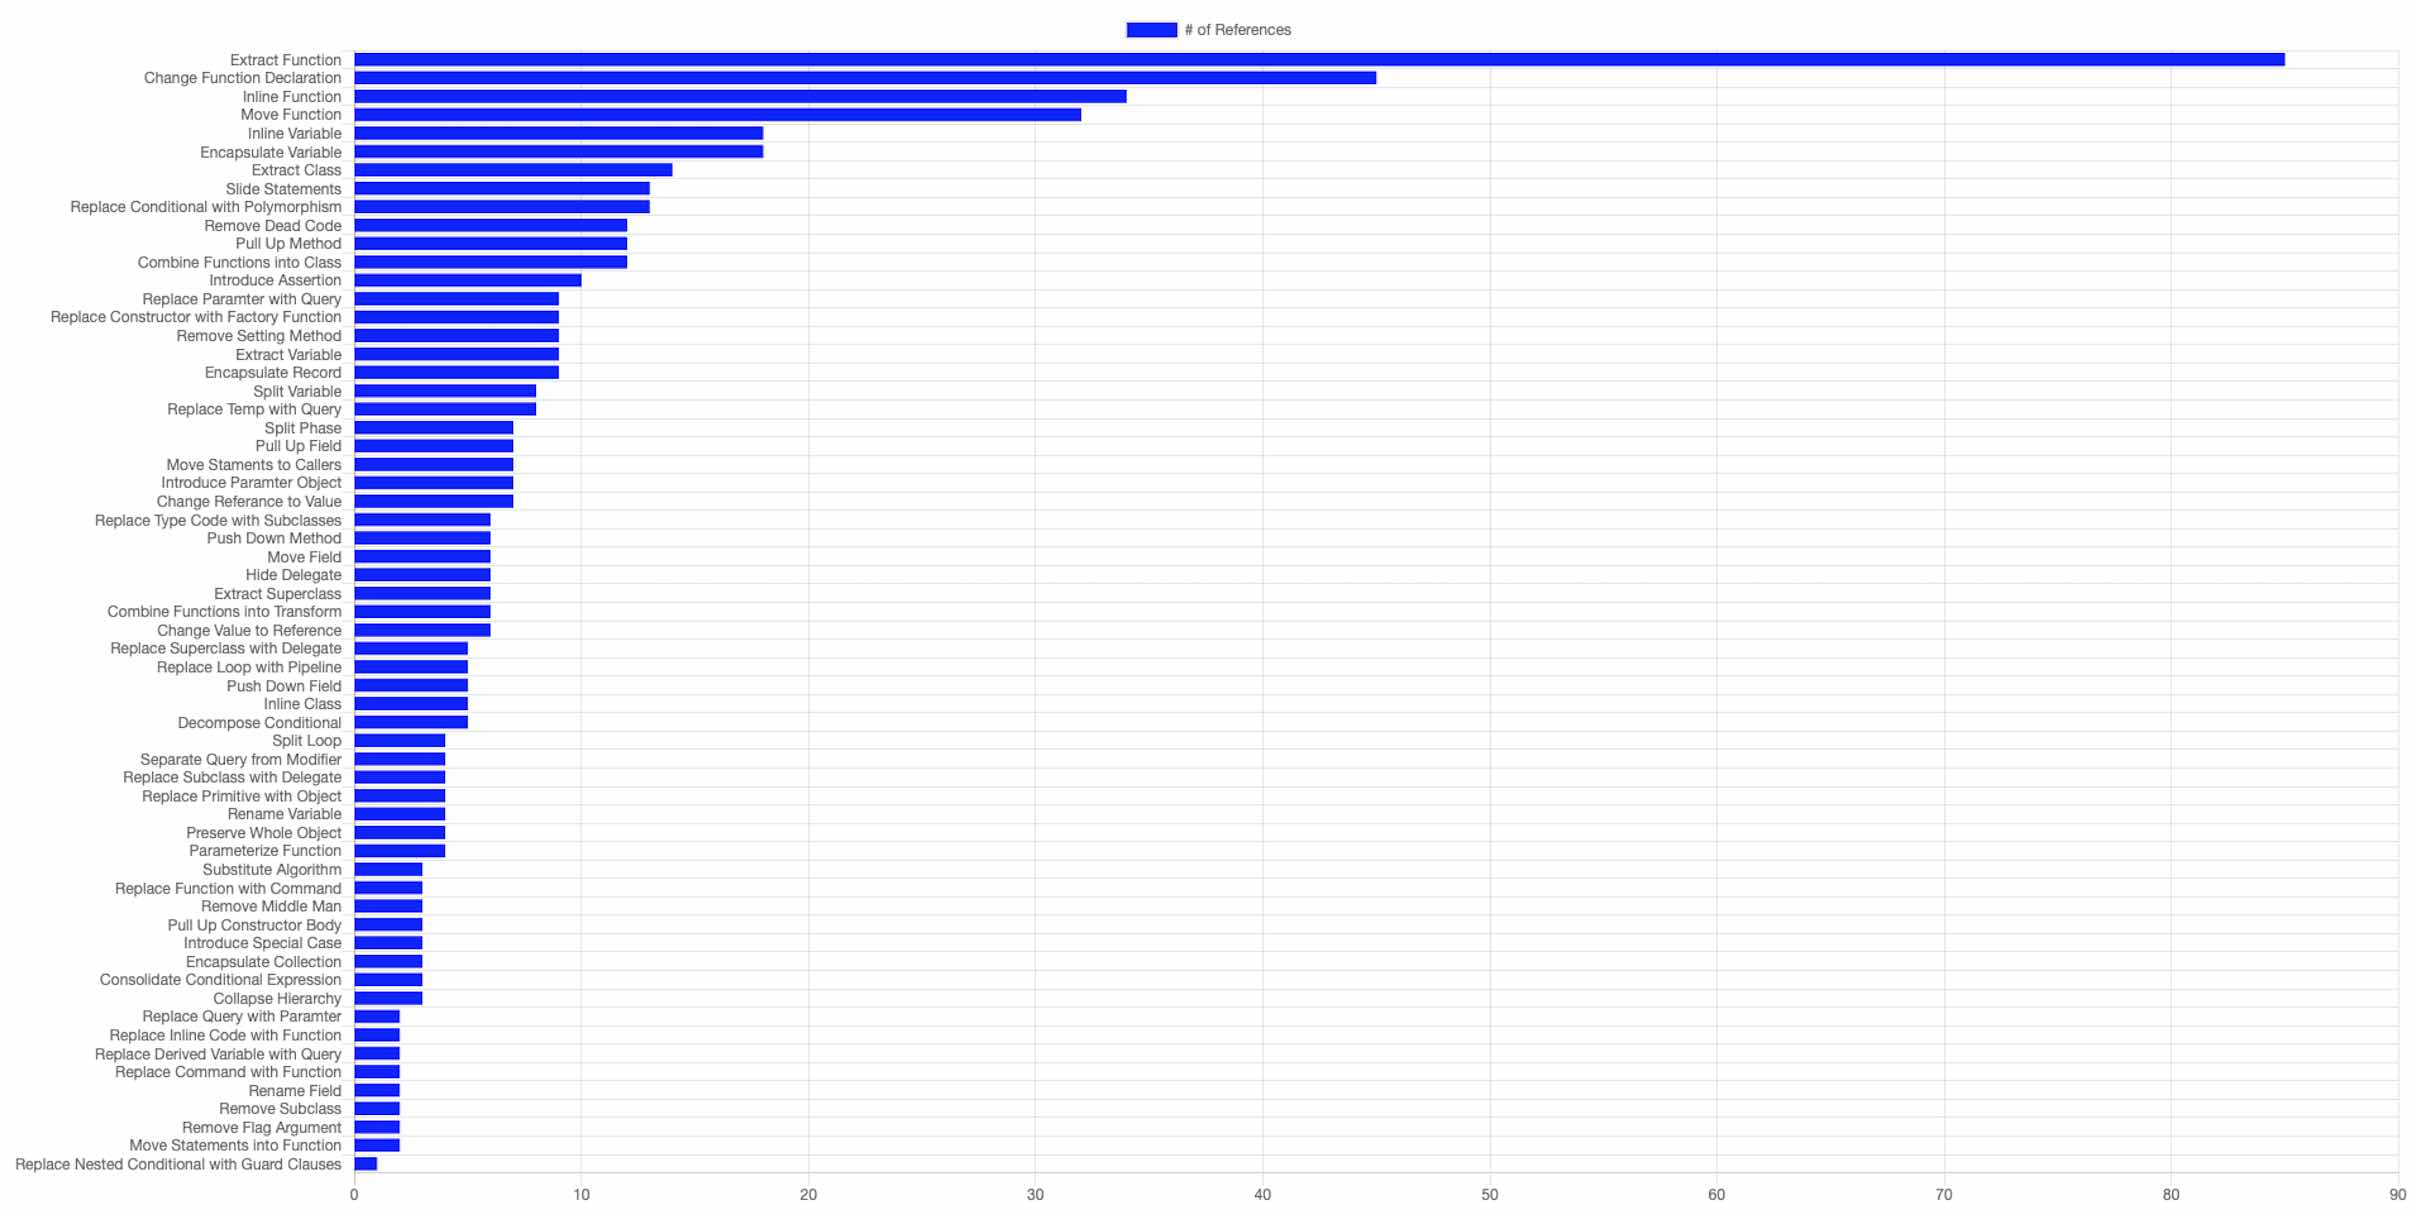 # of References
Extract Function
Change Function Declaration
Inline Function
Move Function
Inline Variable
Encapsulate Variable
Extract Class
Slide Statements
Replace Conditional with Polymorphism
Remove Dead Code
Pull Up Method
Combine Functions into Class
Introduce Assertion
Replace Paramter with Query
Replace Constructor with Factory Function
Remove Setting Method
Extract Variable
Encapsulate Record
Split Variable
Replace Temp with Query
Split Phase
Pull Up Field
Move Staments to Callers
Introduce Paramter Object
Change Referance to Value
Replace Type Code with Subclasses
Push Down Method
Move Field
Hide Delegate
Extract Superclass
Combine Functions into Transform
Change Value to Reference
Replace Superclass with Delegate
Replace Loop with Pipeline
Push Down Field
Inline Class
Decompose Conditional
Split Loop
Separate Query from Modifier
Replace Subclass with Delegate
Replace Primitive with Object
Rename Variable
Preserve Whole Object
Parameterize Function
Substitute Algorithm
Replace Function with Command
Remove Middle Man
Pull Up Constructor Body
Introduce Special Case
Encapsulate Collection
Consolidate Conditional Expression
Collapse Hierarchy
Replace Query with Paramter
Replace Inline Code with Function
Replace Derived Variable with Query
Replace Command with Function
Rename Field
Remove Subclass
Remove Flag Argument
Move Statements into Function
Replace Nested Conditional with Guard Clauses
0 10 20 30 40 50 60 70 80 90